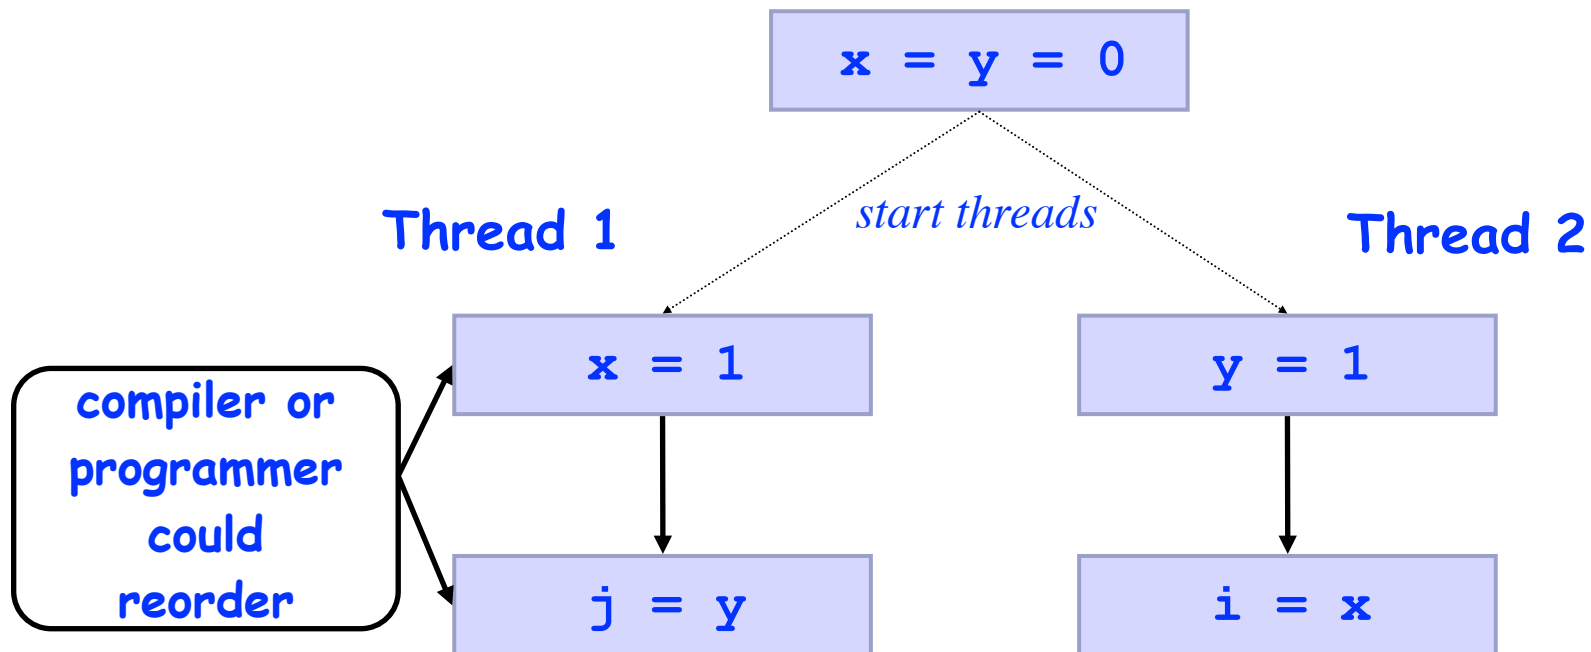 x = y = 0
start threads
Thread 1
Thread 2
x = 1
y = 1
compiler or
programmer
could
reorder
j = y
i = x